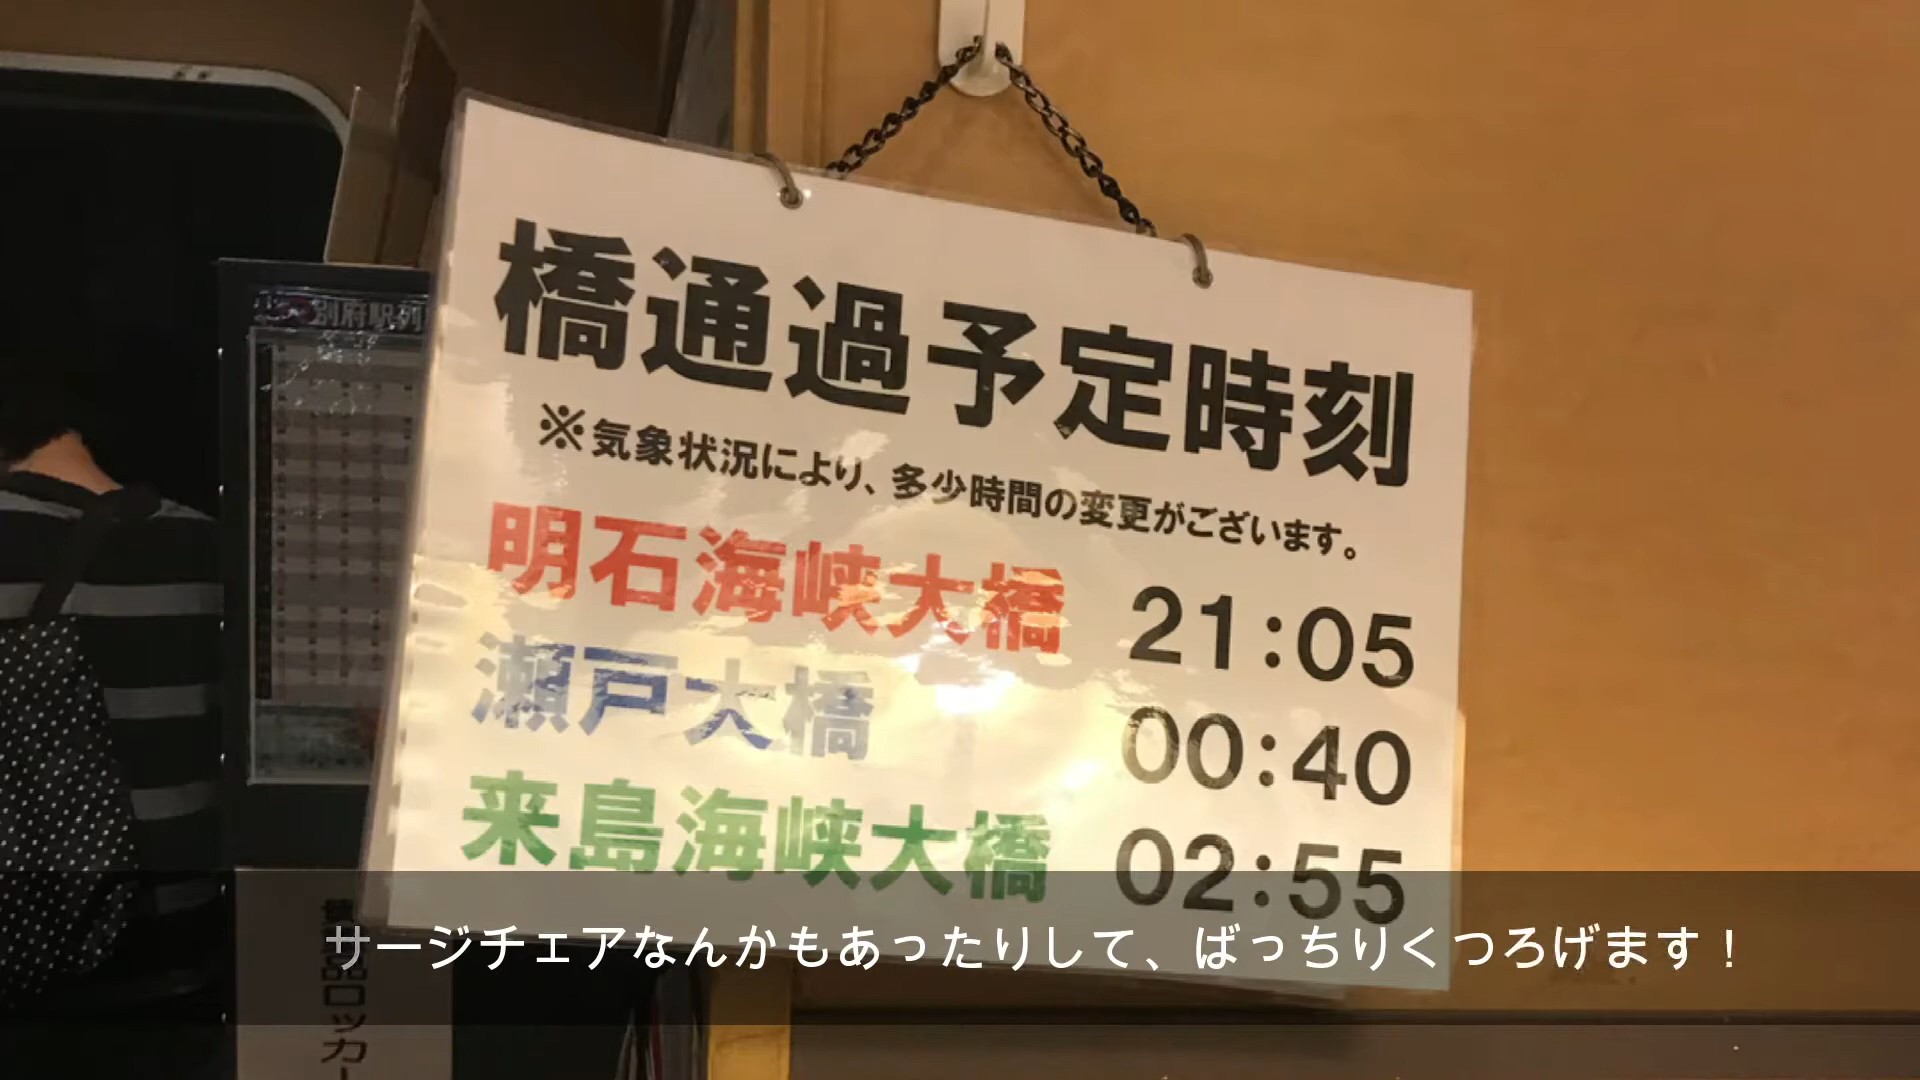 橋通過予定時刻
※気象状況により、多少時間の変更がございます。
明石海峡大橋 21:05
瀬戸大橋 00:40
来島海峡大橋 02:55
別府駅列
品ロッカー
サージチェアなんかもあったりして、ばっちりくつろげます！